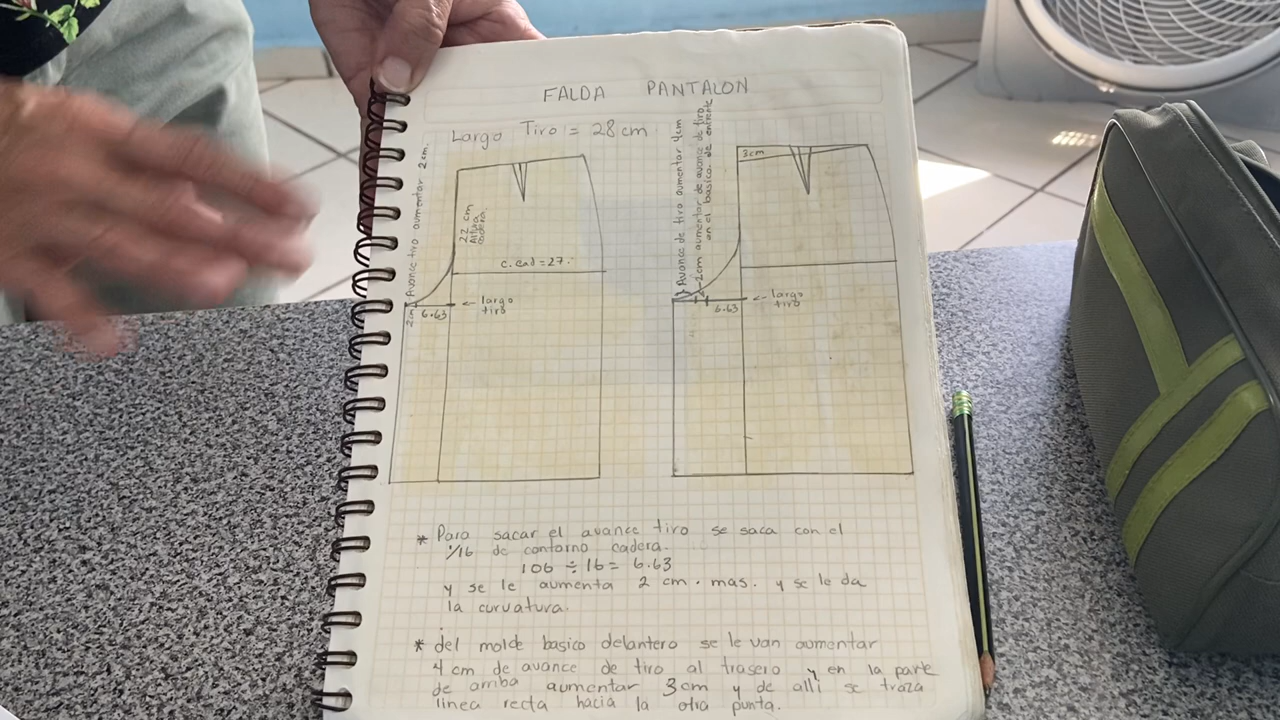 FALDA PANTALON
Largo Tiro = 28 cm
Avance tiro aumentar 2cm.
22 cm
Altura
cadera.
c. cad = 27.
2cm
6.63
← largo
tiro
Avance de tiro aumentar 4cm
2cm aumentar de avance de tiro
en el basico. de enfrente
3cm
6.63
← largo
tiro
* Para sacar el avance tiro se saca con el
1/16 de contorno cadera.
106 ÷ 16 = 6.63
y se le aumenta 2 cm. mas. y se le da
la curvatura.
* del molde basico delantero se le van aumentar
4 cm de avance de tiro al trasero y en la parte
de arriba aumentar 3 cm y de alli se traza
linea recta hacia la otra punta.